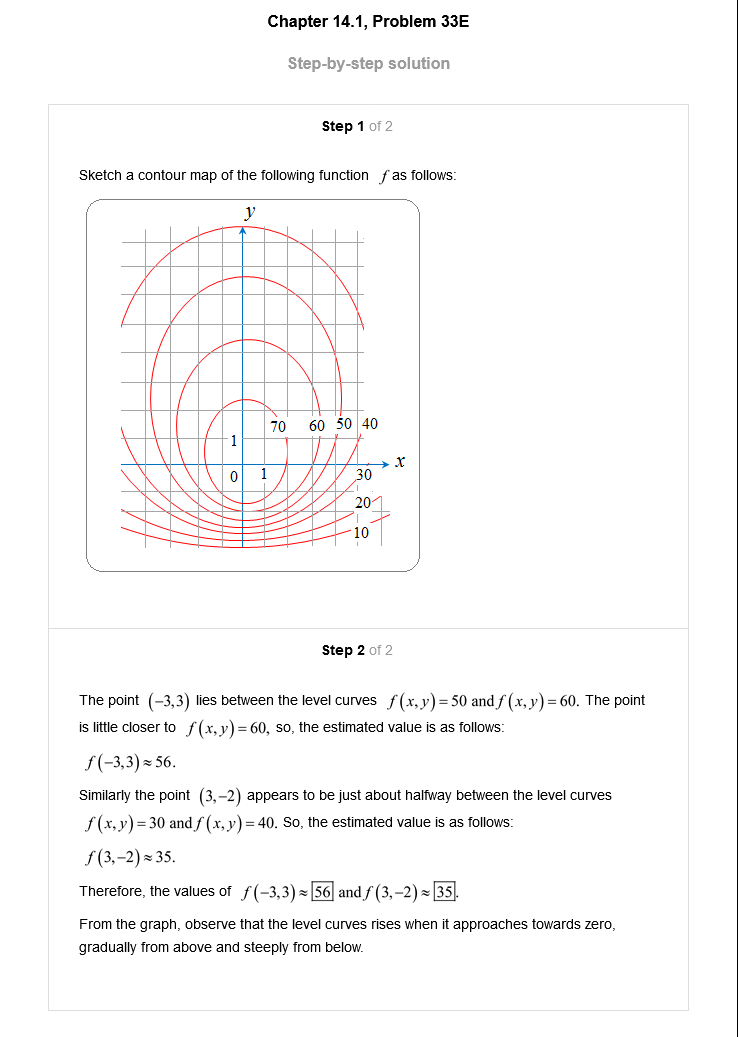 Chapter 14.1, Problem 33E
Step-by-step solution
Step 1 of 2
Sketch a contour map of the following function f as follows:
y
70 60 50 40
1
x
0 1 30
20
10
Step 2 of 2
The point (−3,3) lies between the level curves f(x,y)=50 and f(x,y)=60. The point
is little closer to f(x,y)=60, so, the estimated value is as follows:
f(−3,3)≈56.
Similarly the point (3,−2) appears to be just about halfway between the level curves
f(x,y)=30 and f(x,y)=40. So, the estimated value is as follows:
f(3,−2)≈35.
Therefore, the values of f(−3,3)≈56 and f(3,−2)≈35.
From the graph, observe that the level curves rises when it approaches towards zero,
gradually from above and steeply from below.